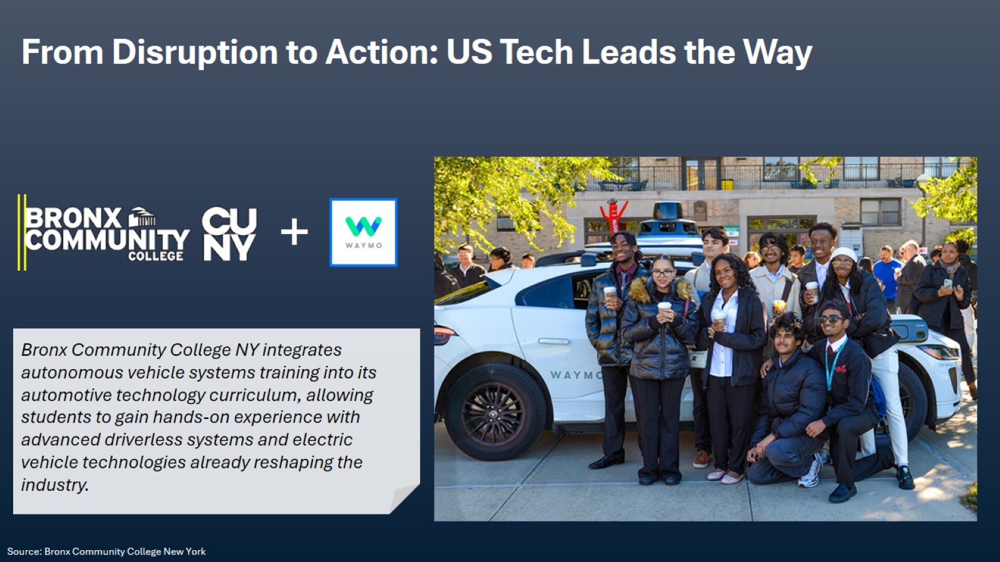 From Disruption to Action: US Tech Leads the Way
BRONX
COMMUNITY
COLLEGE
CU
NY
+
WAYMO
WAYMO
Bronx Community College NY integrates
autonomous vehicle systems training into its
automotive technology curriculum, allowing
students to gain hands-on experience with
advanced driverless systems and electric
vehicle technologies already reshaping the
industry.
Source: Bronx Community College New York